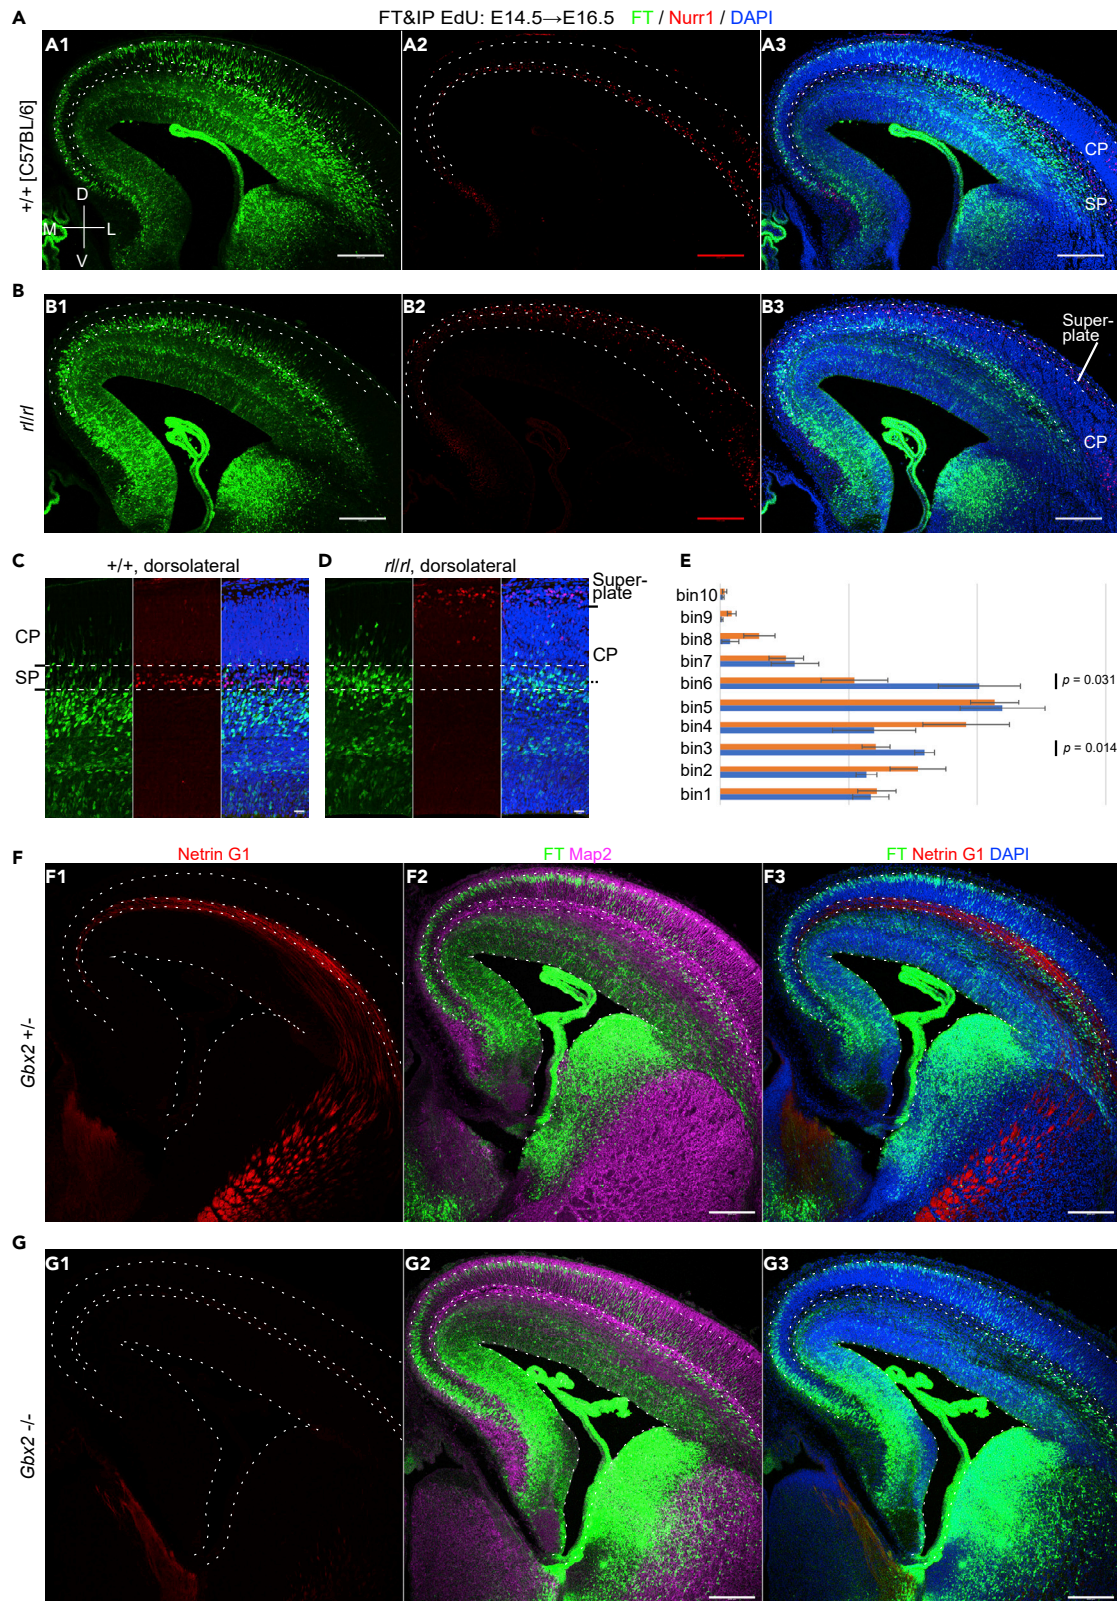 A
FT&IP EdU: E14.5→E16.5 FT / Nurr1 / DAPI
+/+ [C57BL/6]
A1
A2
A3
D
M
L
V
CP
SP
B
rl/rl
B1
B2
B3
Super-
plate
CP
C
+/+, dorsolateral
CP
SP
D
rl/rl, dorsolateral
Super-
plate
CP
E
bin10
bin9
bin8
bin7
bin6
bin5
bin4
bin3
bin2
bin1
p = 0.031
p = 0.014
F
Netrin G1
FT Map2
FT Netrin G1 DAPI
Gbx2 +/-
F1
F2
F3
G
Gbx2 -/-
G1
G2
G3